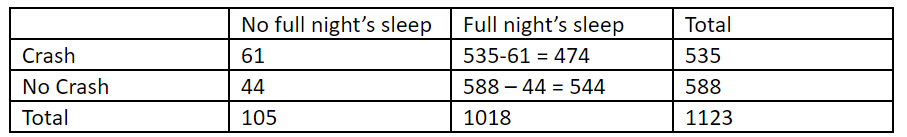 No full night’s sleep Full night’s sleep Total
Crash 61 535-61 = 474 535
No Crash 44 588 – 44 = 544 588
Total 105 1018 1123